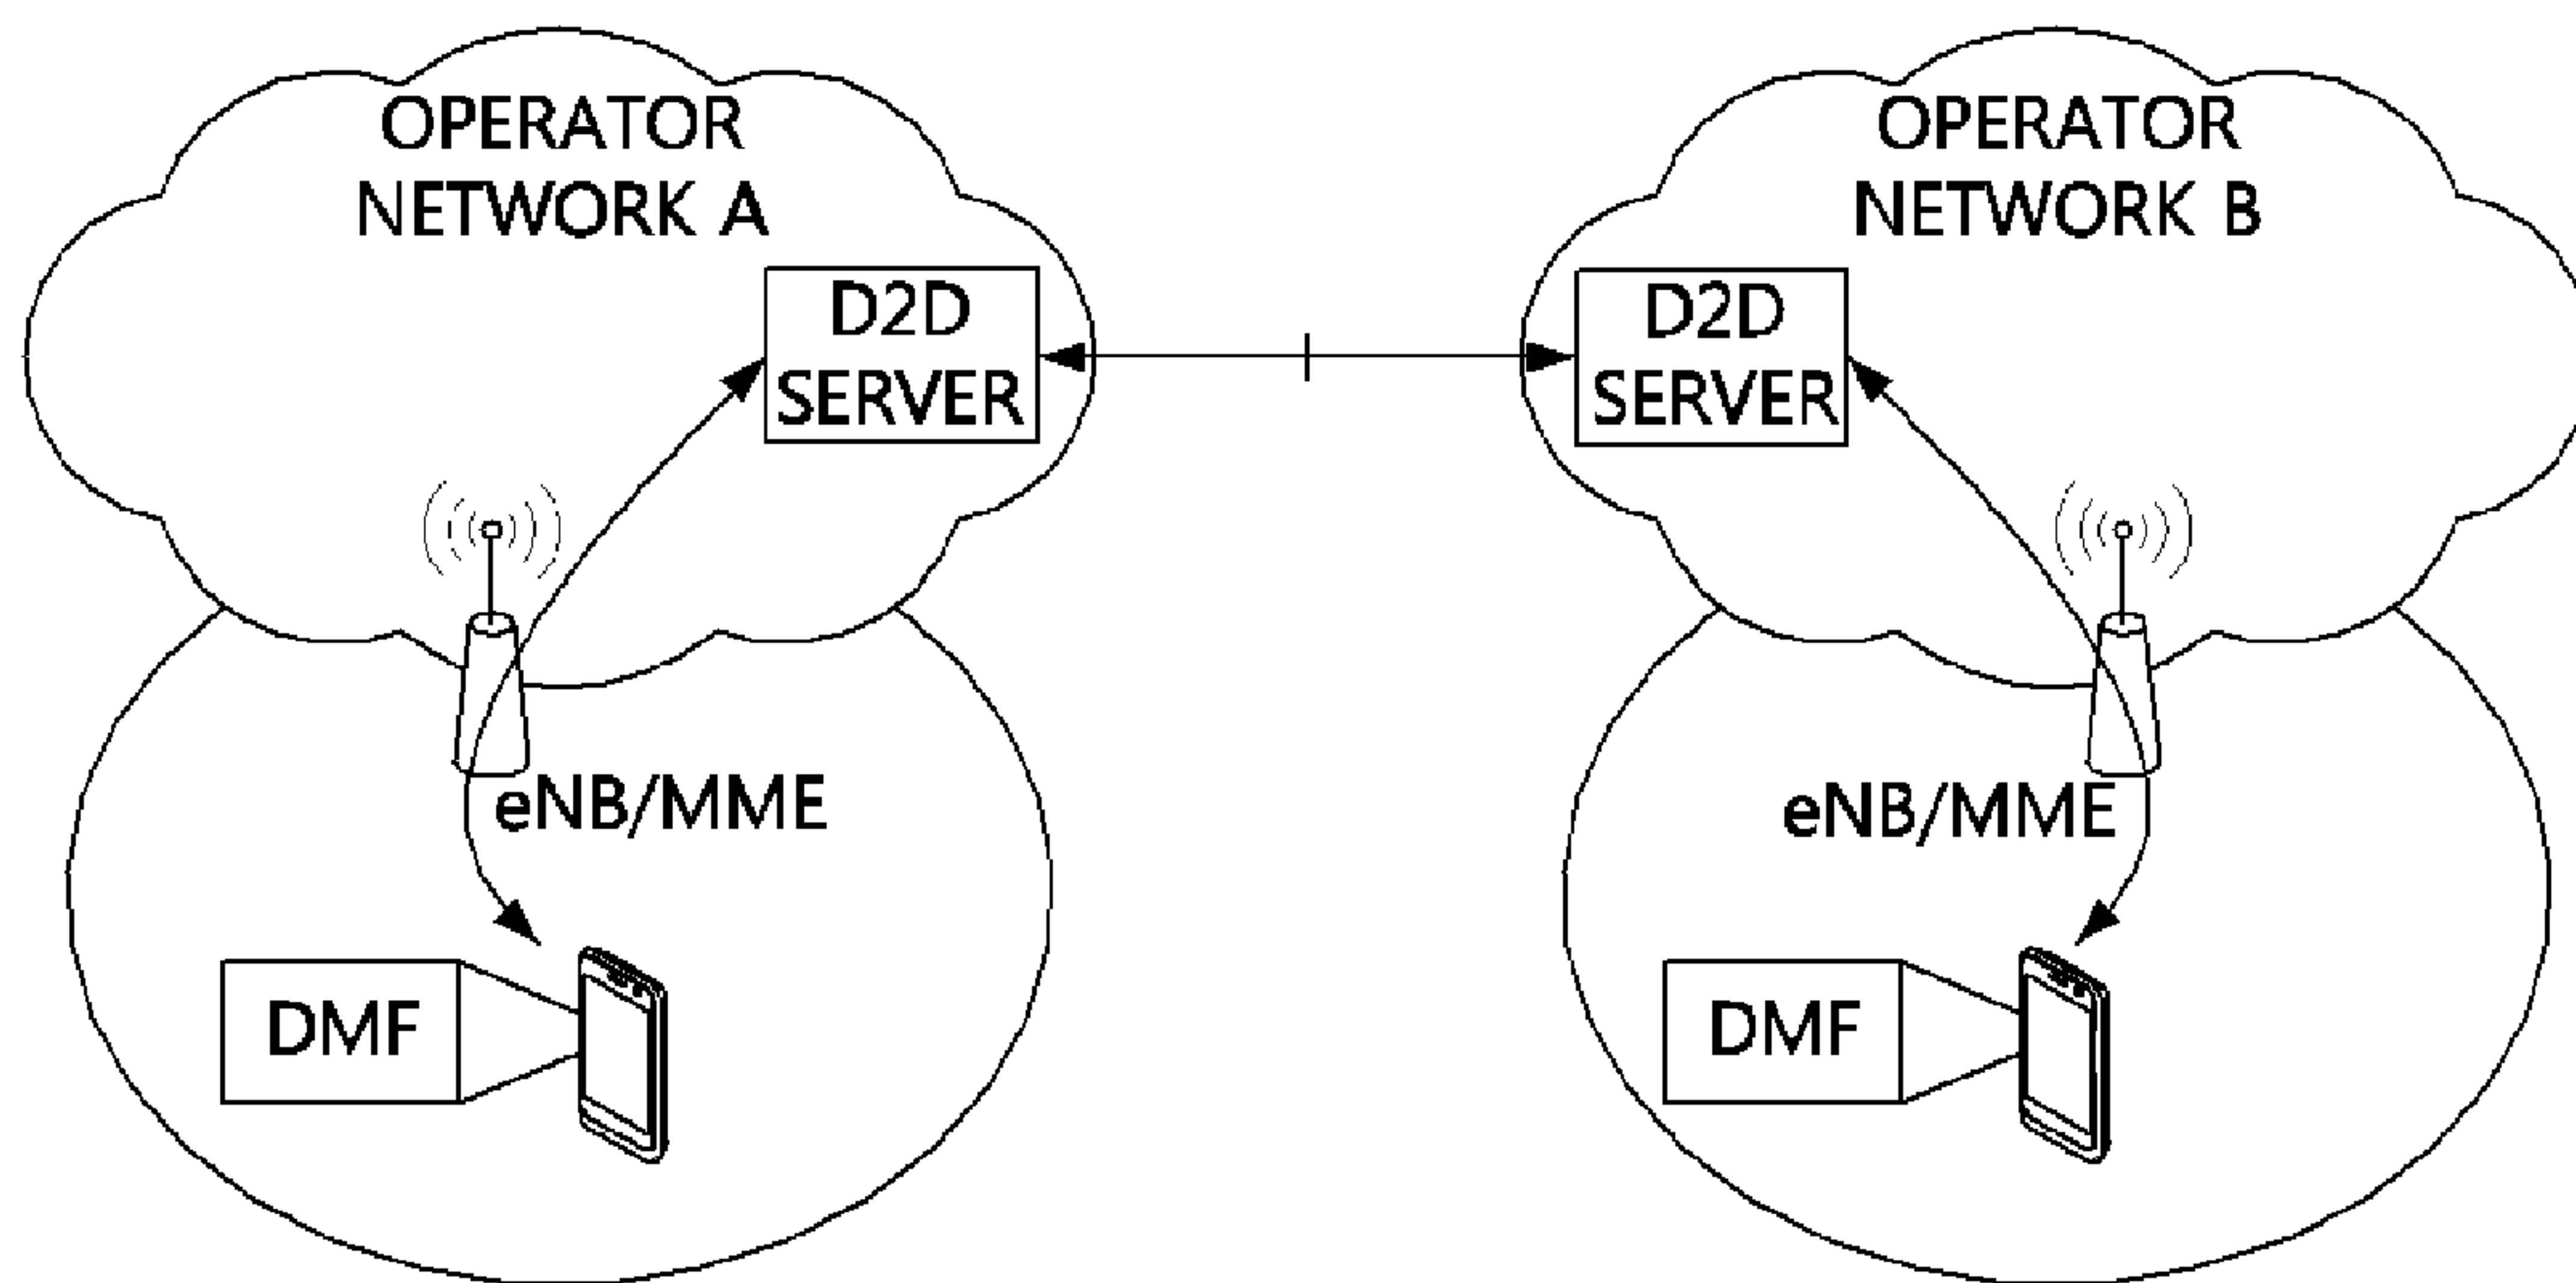 OPERATOR
NETWORK A
D2D
SERVER
eNB/MME
DMF
OPERATOR
NETWORK B
D2D
SERVER
eNB/MME
DMF